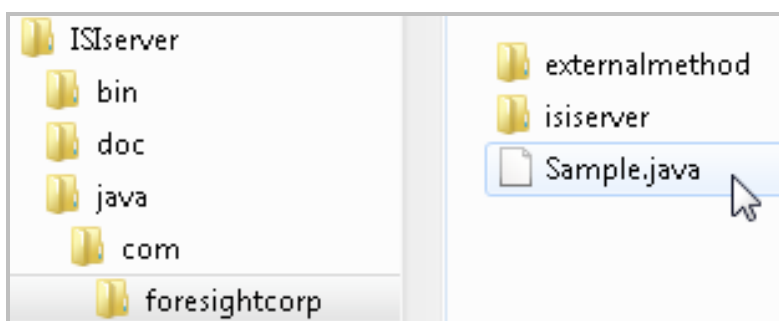 ISIserver
bin
doc
java
com
foresightcorp
externalmethod
isiserver
Sample.java